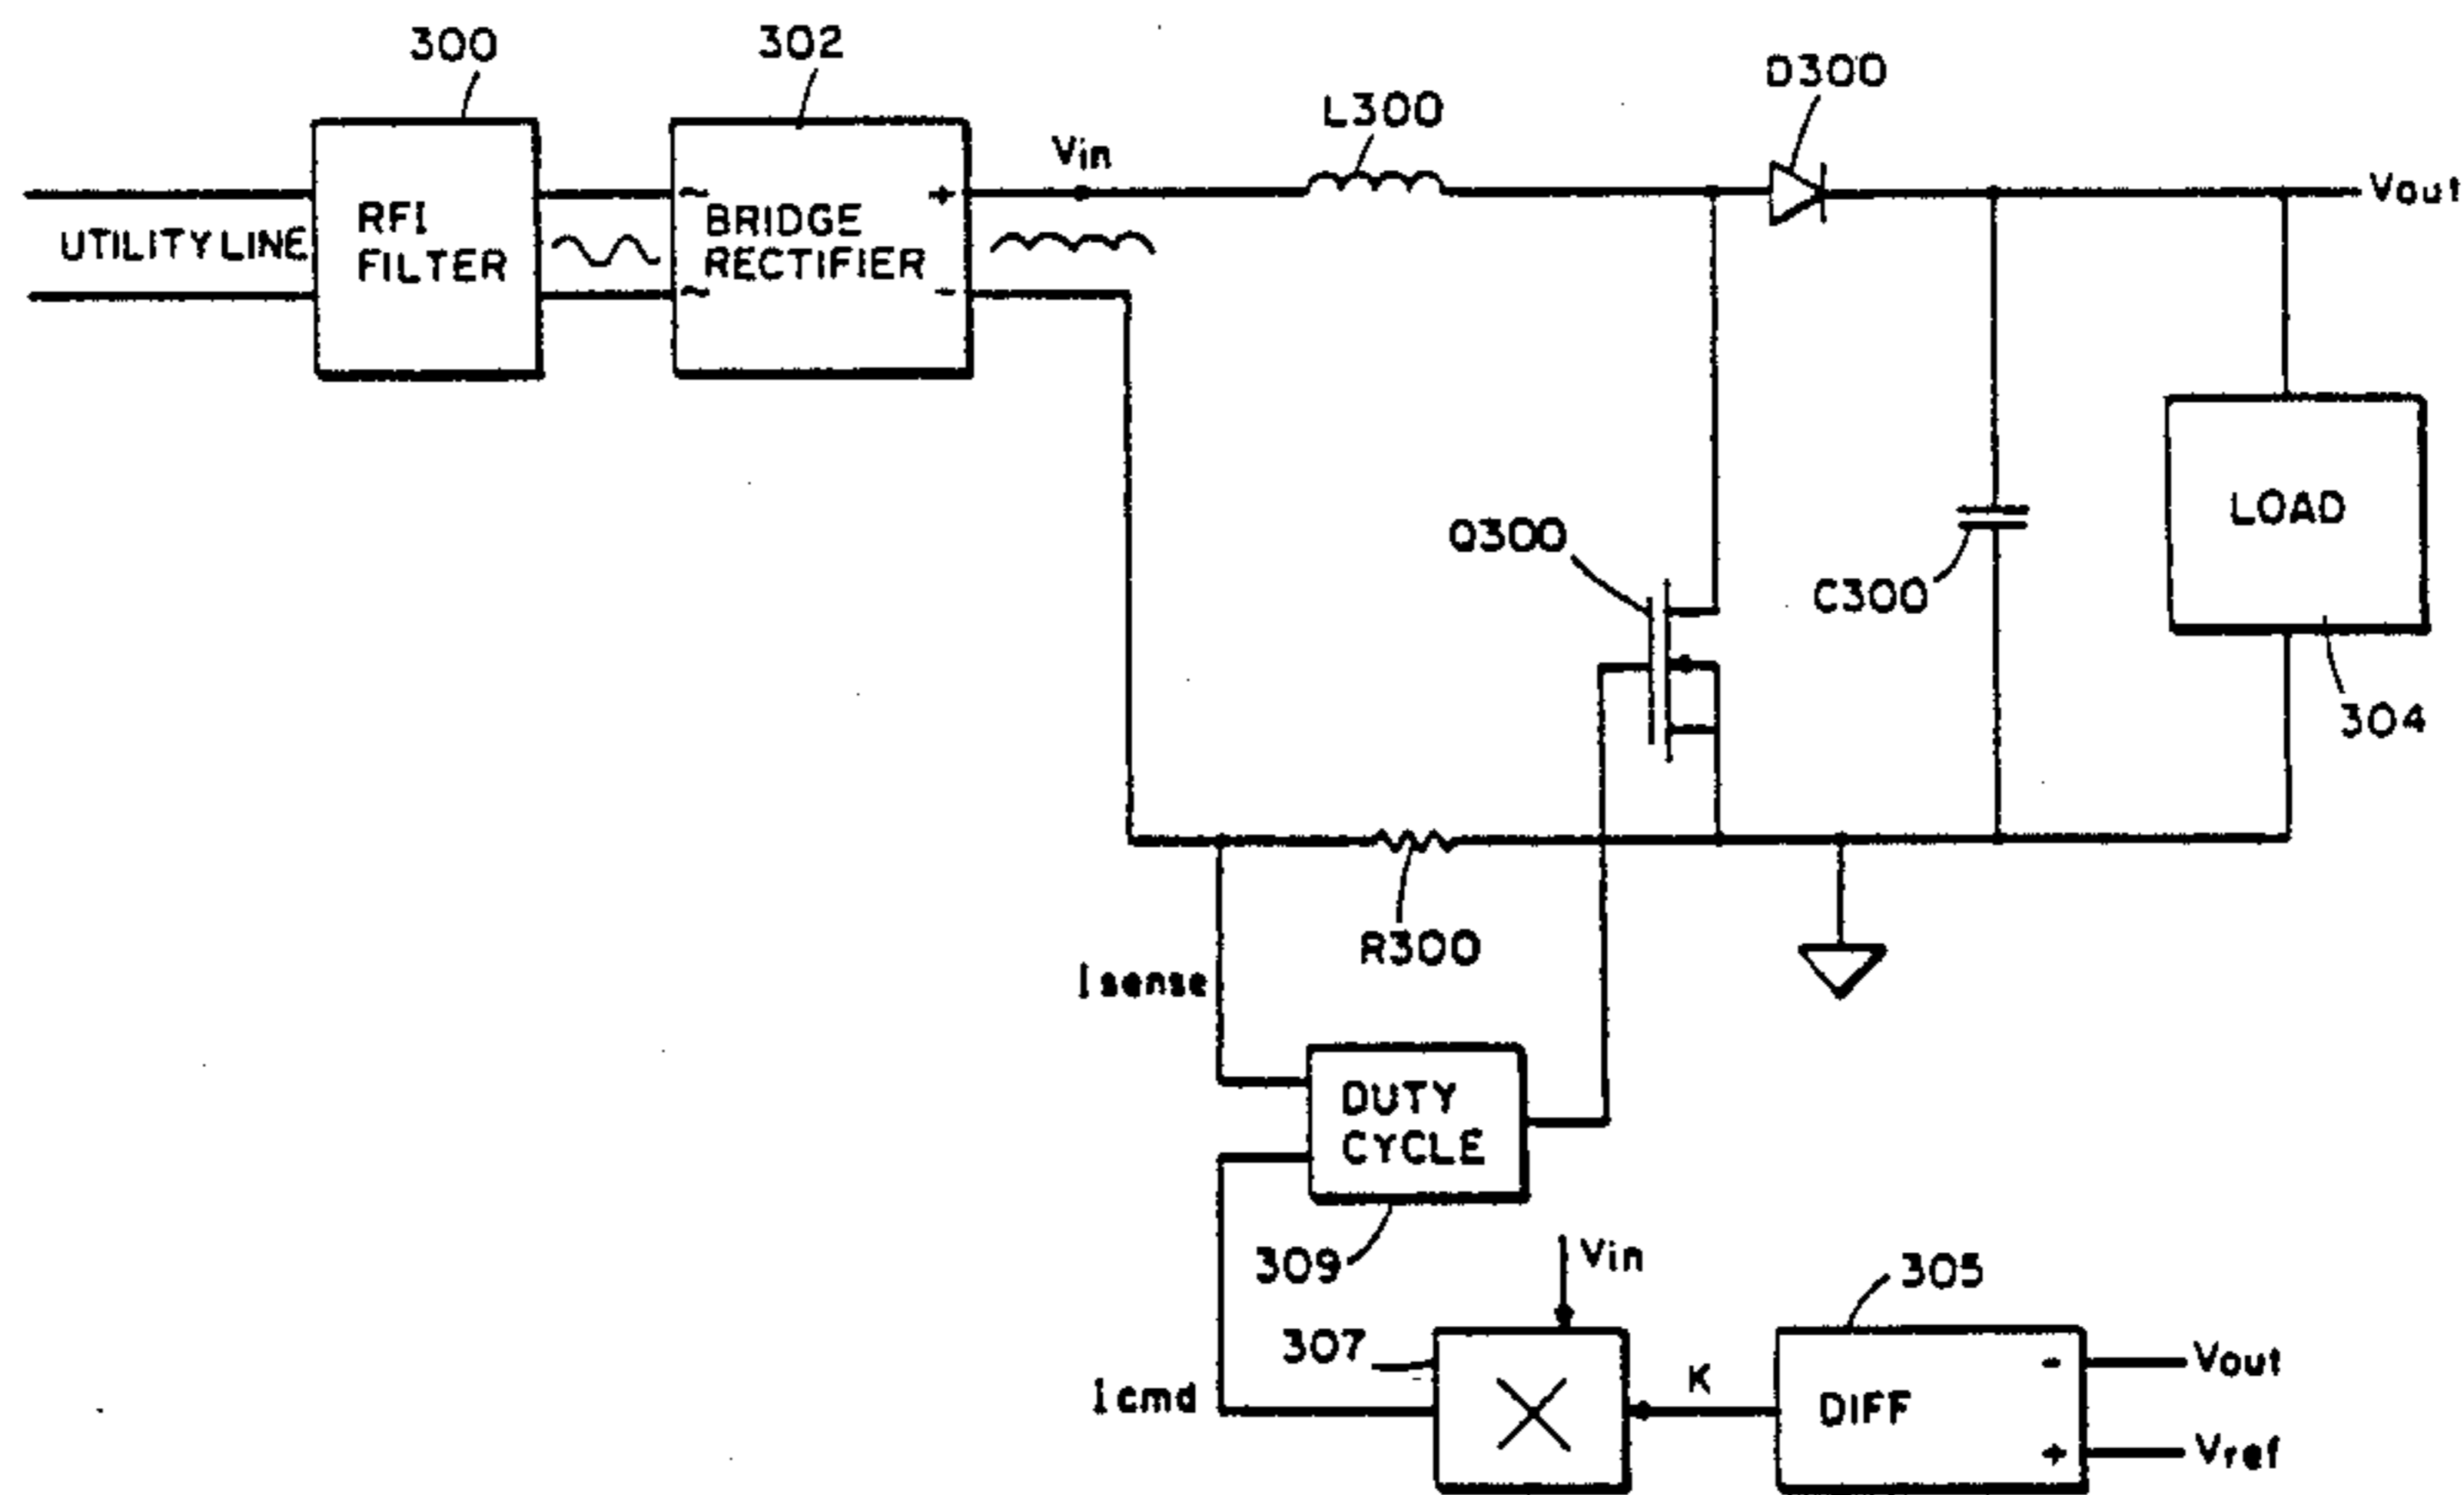 300
302
L300
D300
Vin
Vout
UTILITY LINE
RFI
FILTER
~
~
BRIDGE
RECTIFIER
+
-
Q300
C300
LOAD
304
R300
Isense
DUTY
CYCLE
309
Vin
305
307
Icmd
K
DIFF
-
+
Vout
Vref